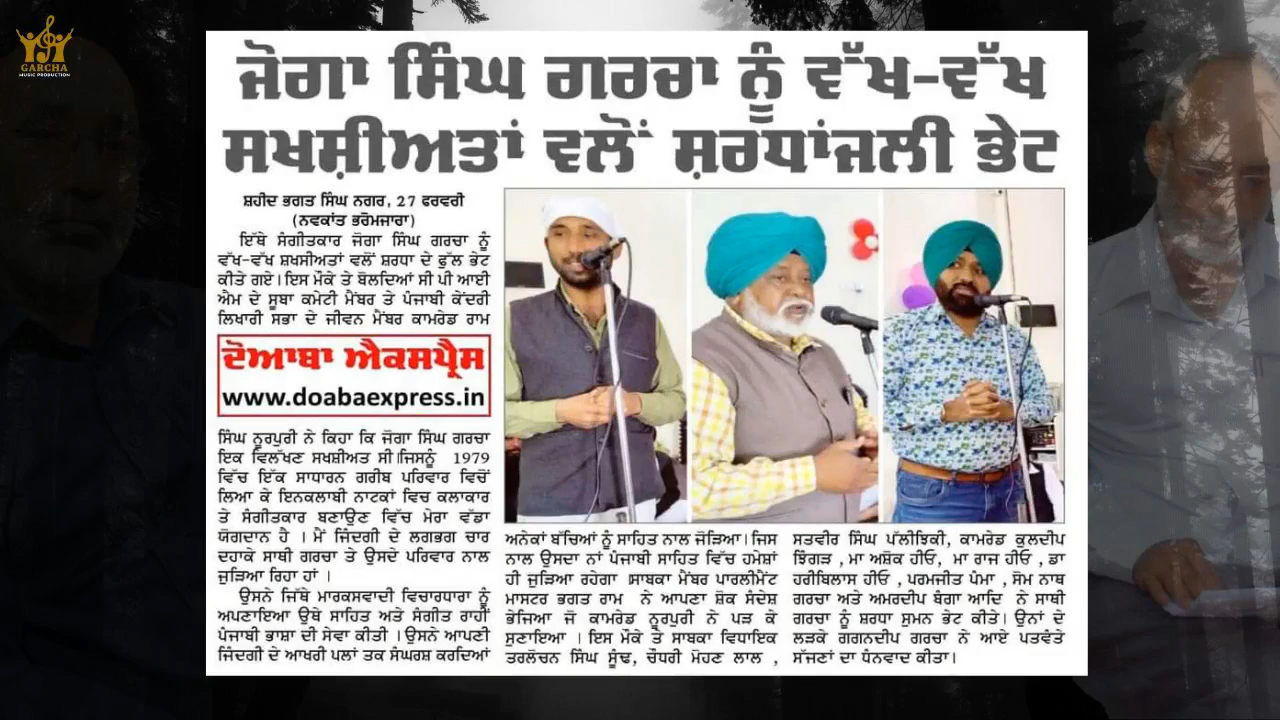 GARCHA
MUSIC PRODUCTION
ਜੋਗਾ ਸਿੰਘ ਗਰਚਾ ਨੂੰ ਵੱਖ-ਵੱਖ
ਸਖਸ਼ੀਅਤਾਂ ਵਲੋਂ ਸ਼ਰਧਾਂਜਲੀ ਭੇਟ
ਸ਼ਹੀਦ ਭਗਤ ਸਿੰਘ ਨਗਰ, 27 ਫਰਵਰੀ
(ਨਵਕਾਂਤ ਭਰੋਮਜਾਰਾ)
ਇੱਥੇ ਸੰਗੀਤਕਾਰ ਜੋਗਾ ਸਿੰਘ ਗਰਚਾ ਨੂੰ
ਵੱਖ-ਵੱਖ ਸ਼ਖਸੀਅਤਾਂ ਵਲੋਂ ਸ਼ਰਧਾ ਦੇ ਫੁੱਲ ਭੇਟ
ਕੀਤੇ ਗਏ। ਇਸ ਮੌਕੇ ਤੇ ਬੋਲਦਿਆਂ ਸੀ ਪੀ ਆਈ
ਐਮ ਦੇ ਸੂਬਾ ਕਮੇਟੀ ਮੈਂਬਰ ਤੇ ਪੰਜਾਬੀ ਕੇਂਦਰੀ
ਲਿਖਾਰੀ ਸਭਾ ਦੇ ਜੀਵਨ ਮੈਂਬਰ ਕਾਮਰੇਡ ਰਾਮ
ਦੋਆਬਾ ਐਕਸਪ੍ਰੈਸ
www.doabaexpress.in
ਸਿੰਘ ਨੂਰਪੁਰੀ ਨੇ ਕਿਹਾ ਕਿ ਜੋਗਾ ਸਿੰਘ ਗਰਚਾ
ਇਕ ਵਿਲੱਖਣ ਸਖਸ਼ੀਅਤ ਸੀ।ਜਿਸਨੂੰ 1979
ਵਿੱਚ ਇੱਕ ਸਾਧਾਰਨ ਗਰੀਬ ਪਰਿਵਾਰ ਵਿਚੋਂ
ਲਿਆ ਕੇ ਇਨਕਲਾਬੀ ਨਾਟਕਾਂ ਵਿਚ ਕਲਾਕਾਰ
ਤੇ ਸੰਗੀਤਕਾਰ ਬਣਾਉਣ ਵਿੱਚ ਮੇਰਾ ਵੱਡਾ
ਯੋਗਦਾਨ ਹੈ । ਮੈਂ ਜਿੰਦਗੀ ਦੇ ਲਗਭਗ ਚਾਰ
ਦਹਾਕੇ ਸਾਥੀ ਗਰਚਾ ਤੇ ਉਸਦੇ ਪਰਿਵਾਰ ਨਾਲ
ਜੁੜਿਆ ਰਿਹਾ ਹਾਂ ।
ਉਸਨੇ ਜਿੱਥੇ ਮਾਰਕਸਵਾਦੀ ਵਿਚਾਰਧਾਰਾ ਨੂੰ
ਅਪਣਾਇਆ ਉਥੇ ਸਾਹਿਤ ਅਤੇ ਸੰਗੀਤ ਰਾਹੀਂ
ਪੰਜਾਬੀ ਭਾਸ਼ਾ ਦੀ ਸੇਵਾ ਕੀਤੀ ।ਉਸਨੇ ਆਪਣੀ
ਜਿੰਦਗੀ ਦੇ ਆਖਰੀ ਪਲਾਂ ਤਕ ਸੰਘਰਸ਼ ਕਰਦਿਆਂ
ਅਨੇਕਾਂ ਬੱਚਿਆਂ ਨੂੰ ਸਾਹਿਤ ਨਾਲ ਜੋੜਿਆ। ਜਿਸ
ਨਾਲ ਉਸਦਾ ਨਾਂ ਪੰਜਾਬੀ ਸਾਹਿਤ ਵਿੱਚ ਹਮੇਸ਼ਾਂ
ਹੀ ਜੁੜਿਆ ਰਹੇਗਾ ।ਸਾਬਕਾ ਮੈਂਬਰ ਪਾਰਲੀਮੈਂਟ
ਮਾਸਟਰ ਭਗਤ ਰਾਮ ਨੇ ਆਪਣਾ ਸ਼ੋਕ ਸੰਦੇਸ਼
ਭੇਜਿਆ ਜੋ ਕਾਮਰੇਡ ਨੂਰਪੁਰੀ ਨੇ ਪੜ ਕੇ
ਸੁਣਾਇਆ । ਇਸ ਮੌਕੇ ਤੇ ਸਾਬਕਾ ਵਿਧਾਇਕ
ਤਰਲੋਚਨ ਸਿੰਘ ਸੂੰਢ, ਚੌਧਰੀ ਮੋਹਣ ਲਾਲ ,
ਸਤਵੀਰ ਸਿੰਘ ਪੱਲੀਝਿਕੀ, ਕਾਮਰੇਡ ਕੁਲਦੀਪ
ਝਿੰਗੜ , ਮਾ ਅਸ਼ੋਕ ਹੀਓ, ਮਾ ਰਾਜ ਹੀਓ , ਡਾ
ਹਰੀਬਿਲਾਸ ਹੀਓ , ਪਰਮਜੀਤ ਪੰਮਾ , ਸੋਮ ਨਾਥ
ਗਰਚਾ ਅਤੇ ਅਮਰਦੀਪ ਬੰਗਾ ਆਦਿ ਨੇ ਸਾਥੀ
ਗਰਚਾ ਨੂੰ ਸ਼ਰਧਾ ਸੁਮਨ ਭੇਟ ਕੀਤੇ। ਉਨਾਂ ਦੇ
ਲੜਕੇ ਗਗਨਦੀਪ ਗਰਚਾ ਨੇ ਆਏ ਪਤਵੰਤੇ
ਸੱਜਣਾਂ ਦਾ ਧੰਨਵਾਦ ਕੀਤਾ।